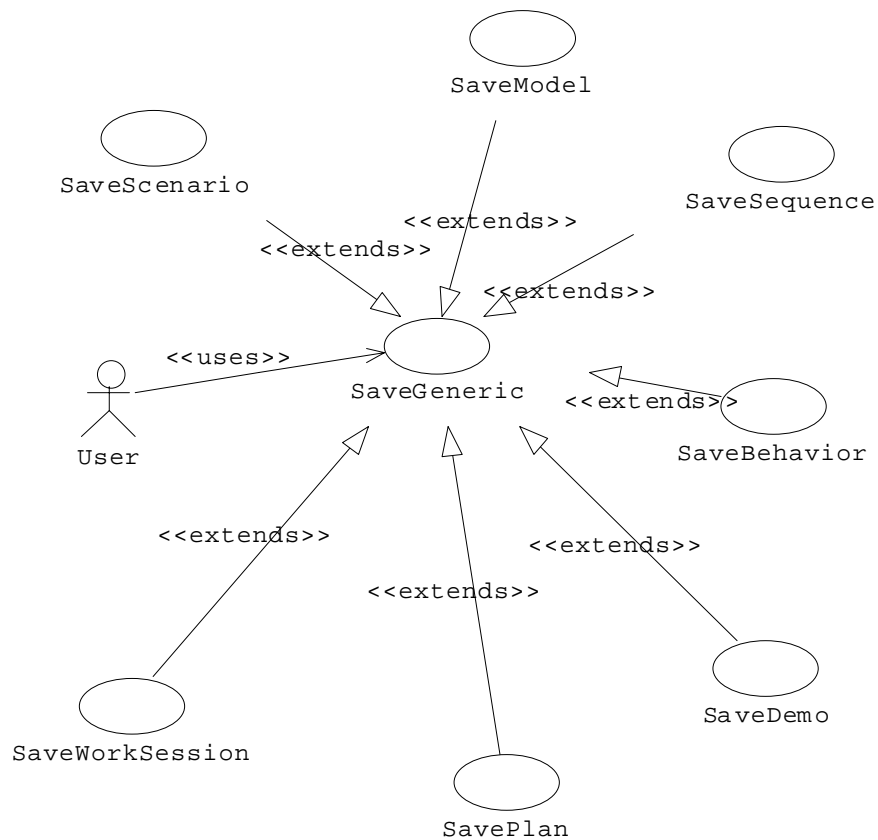 SaveModel
SaveScenario
SaveSequence
<<extends>>
<<extends>>
<<extends>>
<<uses>>
SaveGeneric
<<extends>>
User
SaveBehavior
<<extends>>
<<extends>>
<<extends>>
SaveDemo
SaveWorkSession
SavePlan